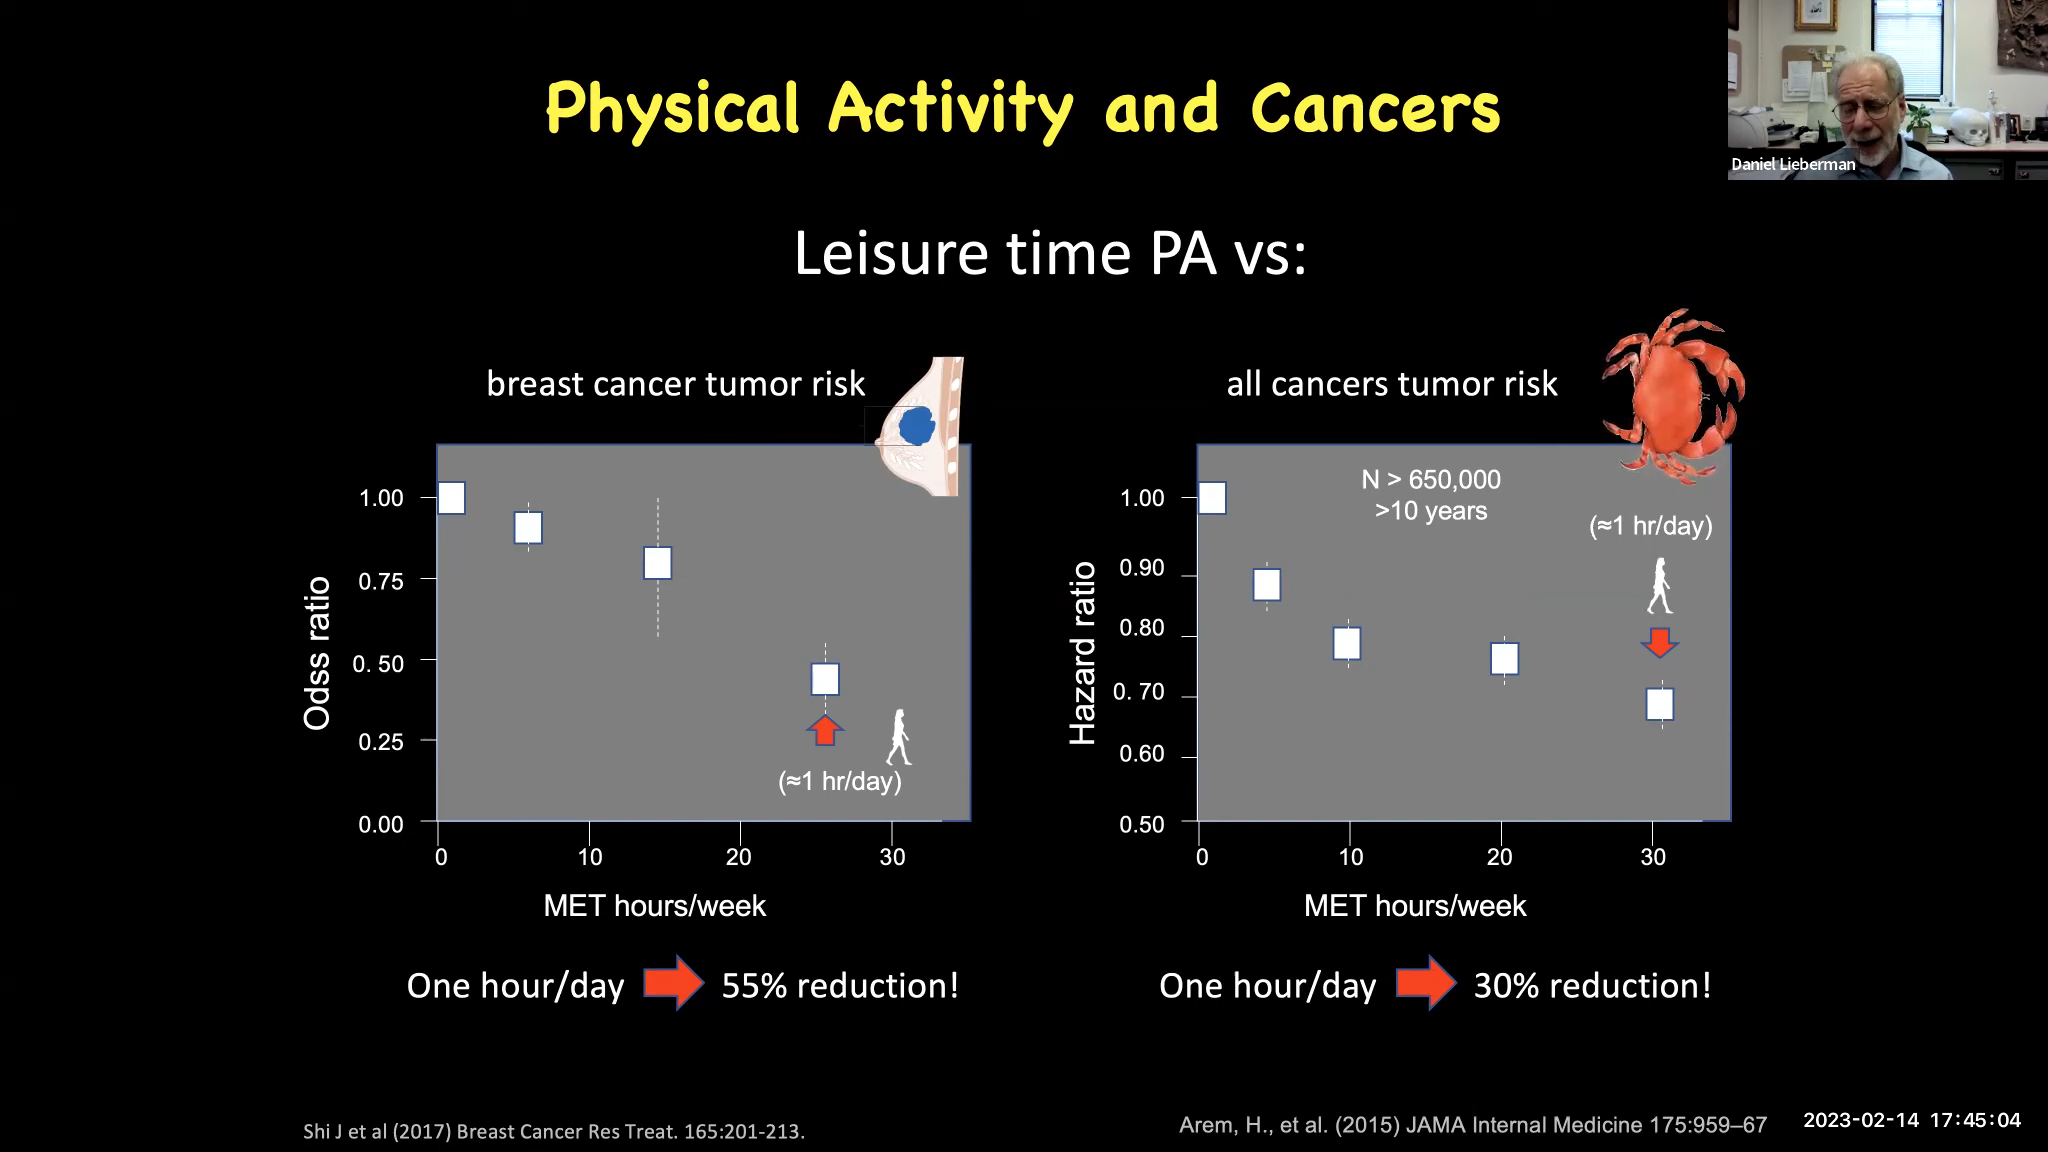 Physical Activity and Cancers
Daniel Lieberman
Leisure time PA vs:
breast cancer tumor risk
Odss ratio
1.00
0.75
0. 50
0.25
0.00
(≈1 hr/day)
0 10 20 30
MET hours/week
One hour/day 55% reduction!
all cancers tumor risk
N > 650,000
>10 years
(≈1 hr/day)
Hazard ratio
1.00
0.90
0.80
0. 70
0.60
0.50
0 10 20 30
MET hours/week
One hour/day 30% reduction!
Shi J et al (2017) Breast Cancer Res Treat. 165:201-213.
Arem, H., et al. (2015) JAMA Internal Medicine 175:959–67
2023-02-14 17:45:04